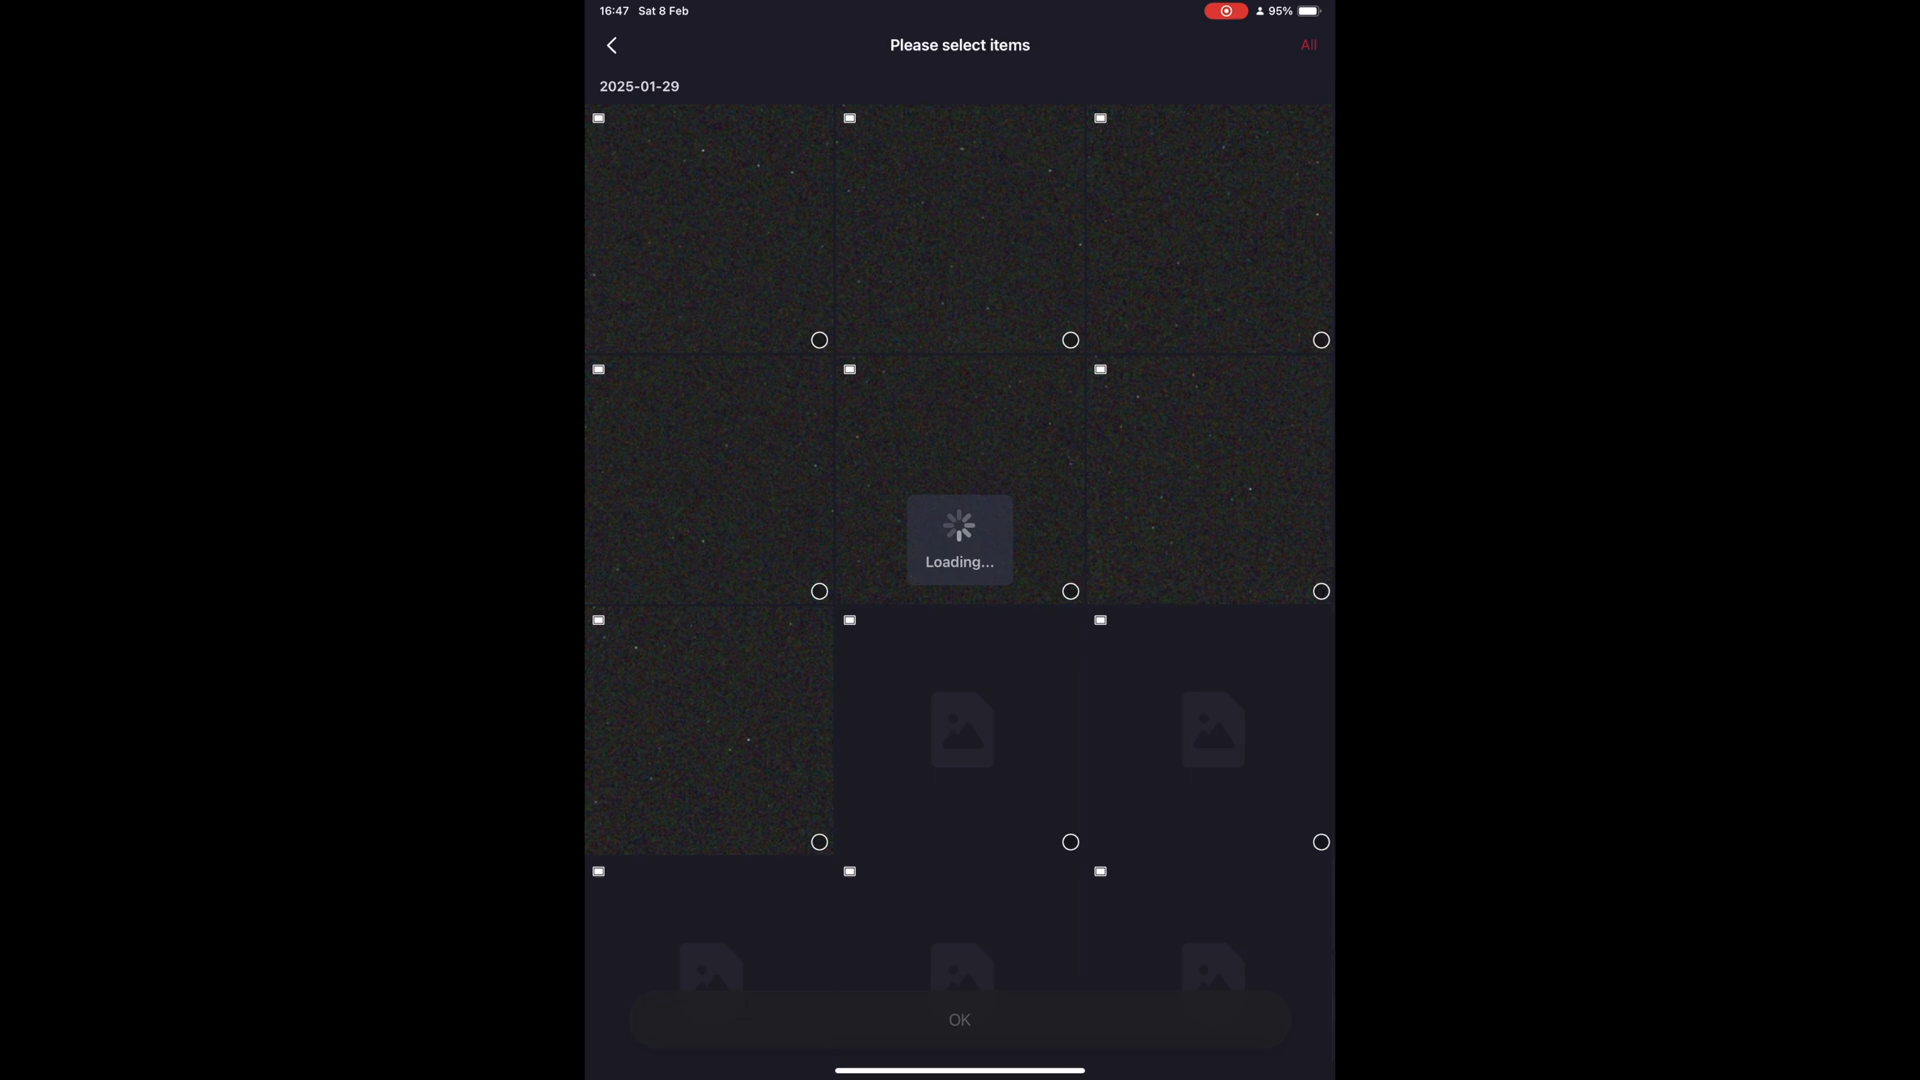 16:47 Sat 8 Feb 95%
Please select items
All
2025-01-29
Loading...
OK